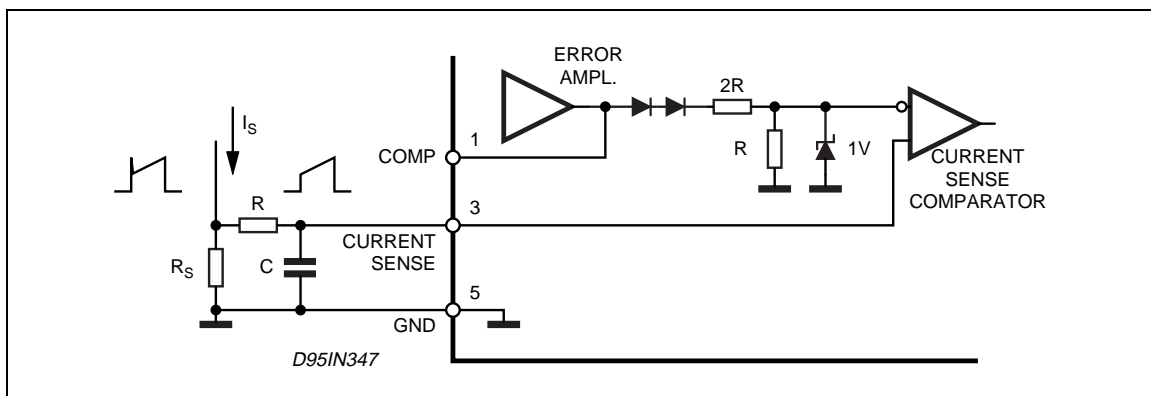 ERROR
AMPL.
2R
I_S
1
COMP
R
1V
CURRENT
SENSE
COMPARATOR
R
3
CURRENT
SENSE
R_S
C
5
GND
D95IN347